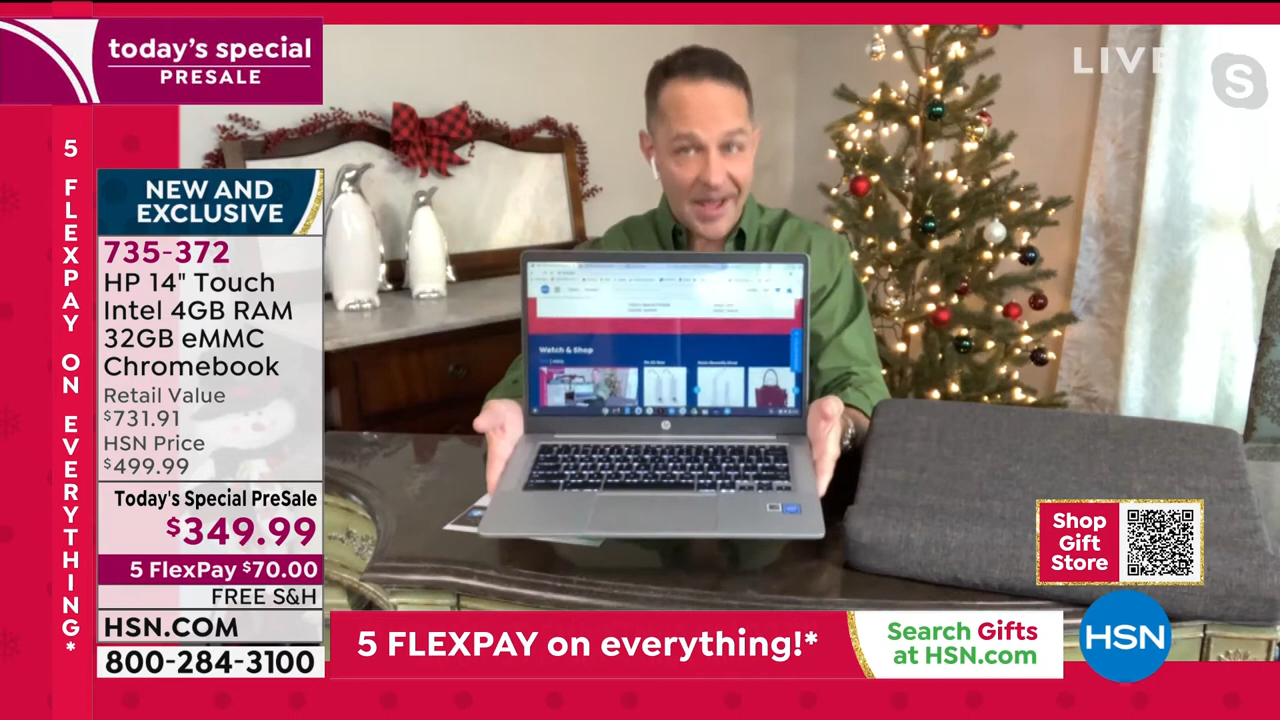 today's special
PRESALE
LIVE
S
5 FLEXPAY ON EVERYTHING*
NEW AND
EXCLUSIVE
735-372
HP 14" Touch
Intel 4GB RAM
32GB eMMC
Chromebook
Retail Value
$731.91
HSN Price
$499.99
Today's Special PreSale
$349.99
5 FlexPay $70.00
FREE S&H
HSN.COM
800-284-3100
Watch & Shop
hp
Shop
Gift
Store
5 FLEXPAY on everything!*
Search Gifts
at HSN.com
HSN